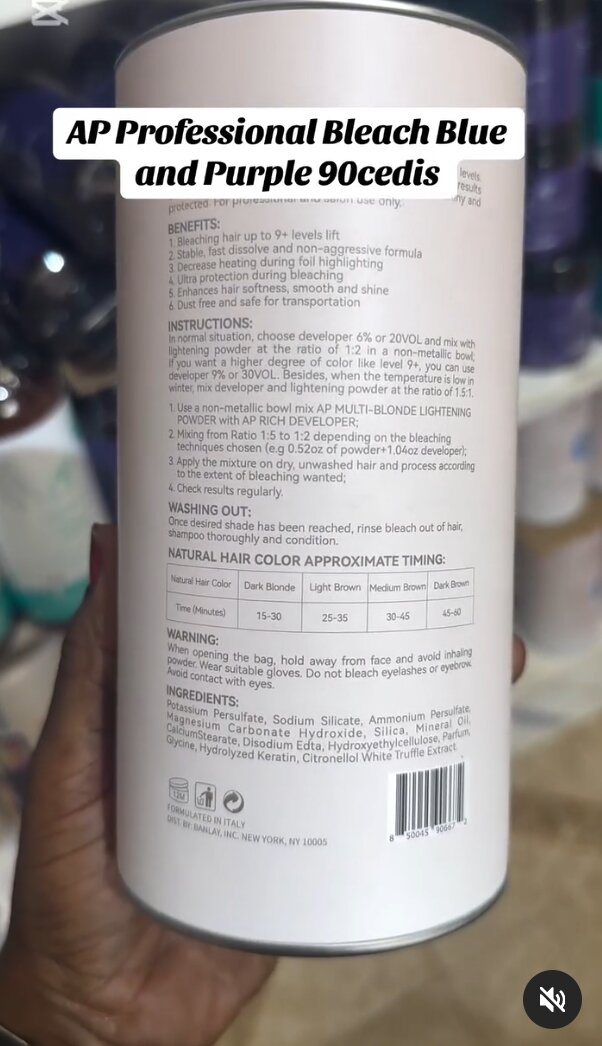 AP Professional Bleach Blue
and Purple 90cedis
levels.
results
ny and
protected. For professional and salon use only.
BENEFITS:
1. Bleaching hair up to 9+ levels lift
2. Stable, fast dissolve and non-aggressive formula
3. Decrease heating during foil highlighting
4. Ultra protection during bleaching
5. Enhances hair softness, smooth and shine
6. Dust free and safe for transportation
INSTRUCTIONS:
In normal situation, choose developer 6% or 20VOL and mix with
lightening powder at the ratio of 1:2 in a non-metallic bowl;
If you want a higher degree of color like level 9+, you can use
developer 9% or 30VOL. Besides, when the temperature is low in
winter, mix developer and lightening powder at the ratio of 1.5:1.
1. Use a non-metallic bowl mix AP MULTI-BLONDE LIGHTENING
POWDER with AP RICH DEVELOPER;
2. Mixing from Ratio 1:5 to 1:2 depending on the bleaching
techniques chosen (e.g 0.52oz of powder+1.04oz developer);
3. Apply the mixture on dry, unwashed hair and process according
to the extent of bleaching wanted;
4. Check results regularly.
WASHING OUT:
Once desired shade has been reached, rinse bleach out of hair,
shampoo thoroughly and condition.
NATURAL HAIR COLOR APPROXIMATE TIMING:
Natural Hair Color Dark Blonde Light Brown Medium Brown Dark Brown
Time (Minutes) 15-30 25-35 30-45 45-60
WARNING:
When opening the bag, hold away from face and avoid inhaling
powder. Wear suitable gloves. Do not bleach eyelashes or eyebrow.
Avoid contact with eyes.
INGREDIENTS:
Potassium Persulfate, Sodium Silicate, Ammonium Persulfate,
Magnesium Carbonate Hydroxide, Silica, Mineral Oil,
CalciumStearate, Disodium Edta, Hydroxyethylcellulose, Parfum,
Glycine, Hydrolyzed Keratin, Citronellol White Truffle Extract
12M
FORMULATED IN ITALY
DIST. BY: BANLAY, INC. NEW YORK, NY 10005
8 50045 90667 2